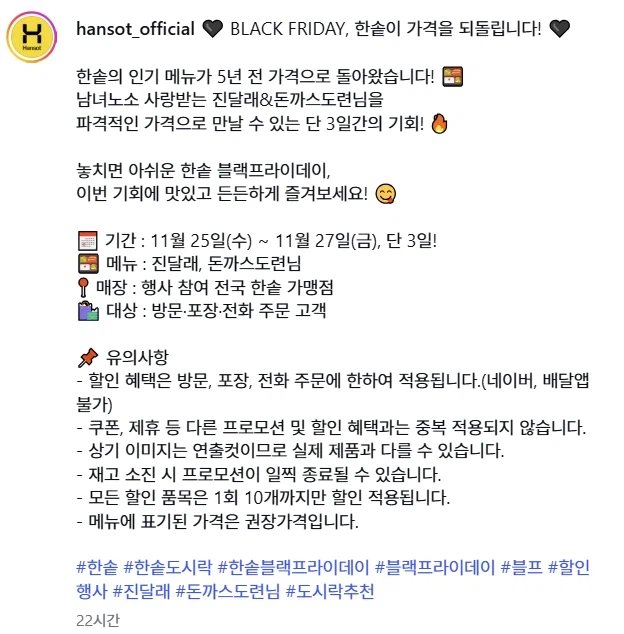 Hansot
hansot_official 🖤 BLACK FRIDAY, 한솥이 가격을 되돌립니다! 🖤
한솥의 인기 메뉴가 5년 전 가격으로 돌아왔습니다! 🍱
남녀노소 사랑받는 진달래&돈까스도련님을
파격적인 가격으로 만날 수 있는 단 3일간의 기회! 🔥
놓치면 아쉬운 한솥 블랙프라이데이,
이번 기회에 맛있고 든든하게 즐겨보세요! 😋
📅 기간 : 11월 25일(수) ~ 11월 27일(금), 단 3일!
🍱 메뉴 : 진달래, 돈까스도련님
📍 매장 : 행사 참여 전국 한솥 가맹점
🛍️ 대상 : 방문·포장·전화 주문 고객
📌 유의사항
- 할인 혜택은 방문, 포장, 전화 주문에 한하여 적용됩니다.(네이버, 배달앱
불가)
- 쿠폰, 제휴 등 다른 프로모션 및 할인 혜택과는 중복 적용되지 않습니다.
- 상기 이미지는 연출컷이므로 실제 제품과 다를 수 있습니다.
- 재고 소진 시 프로모션이 일찍 종료될 수 있습니다.
- 모든 할인 품목은 1회 10개까지만 할인 적용됩니다.
- 메뉴에 표기된 가격은 권장가격입니다.
#한솥 #한솥도시락 #한솥블랙프라이데이 #블랙프라이데이 #블프 #할인
행사 #진달래 #돈까스도련님 #도시락추천
22시간